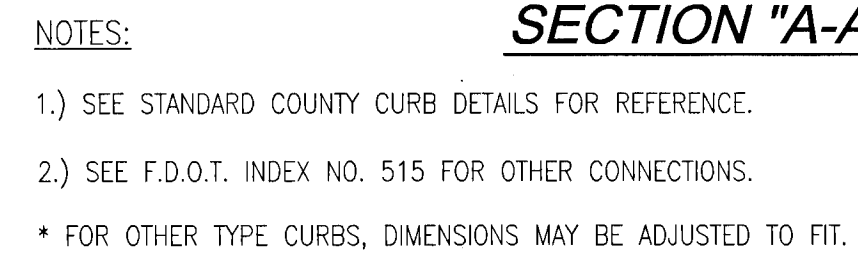 NOTES:
SECTION "A-A
1.) SEE STANDARD COUNTY CURB DETAILS FOR REFERENCE.
2.) SEE F.D.O.T. INDEX NO. 515 FOR OTHER CONNECTIONS.
* FOR OTHER TYPE CURBS, DIMENSIONS MAY BE ADJUSTED TO FIT.